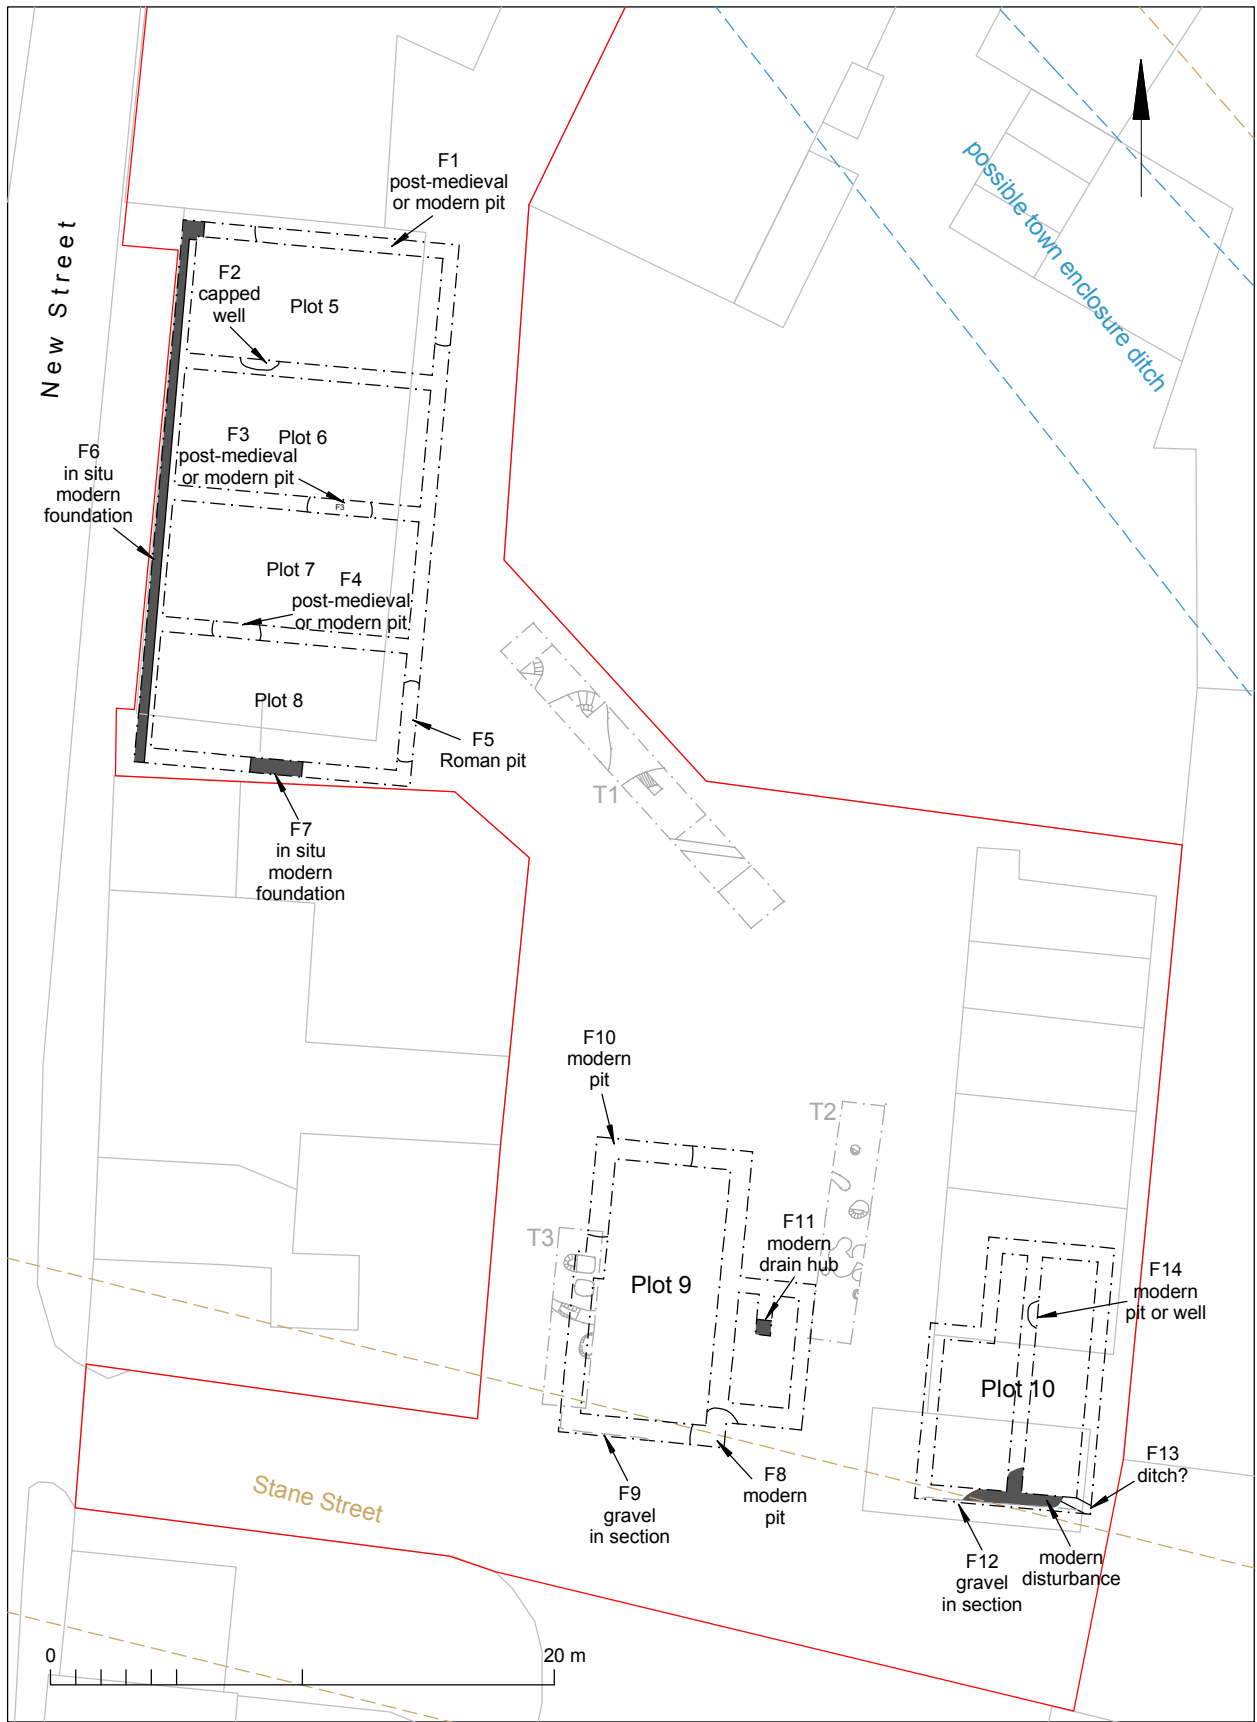 F1
post-medieval
or modern pit
possible town enclosure ditch
New Street
F2
capped
well
Plot 5
Plot 6
F3
post-medieval
or modern pit
F3
F6
in situ
modern
foundation
Plot 7
F4
post-medieval
or modern pit
Plot 8
F5
Roman pit
T1
F7
in situ
modern
foundation
F10
modern
pit
T2
T3
F11
modern
drain hub
Plot 9
F14
modern
pit or well
Plot 10
F13
ditch?
Stane Street
F9
gravel
in section
F8
modern
pit
F12
gravel
in section
modern
disturbance
0
20 m